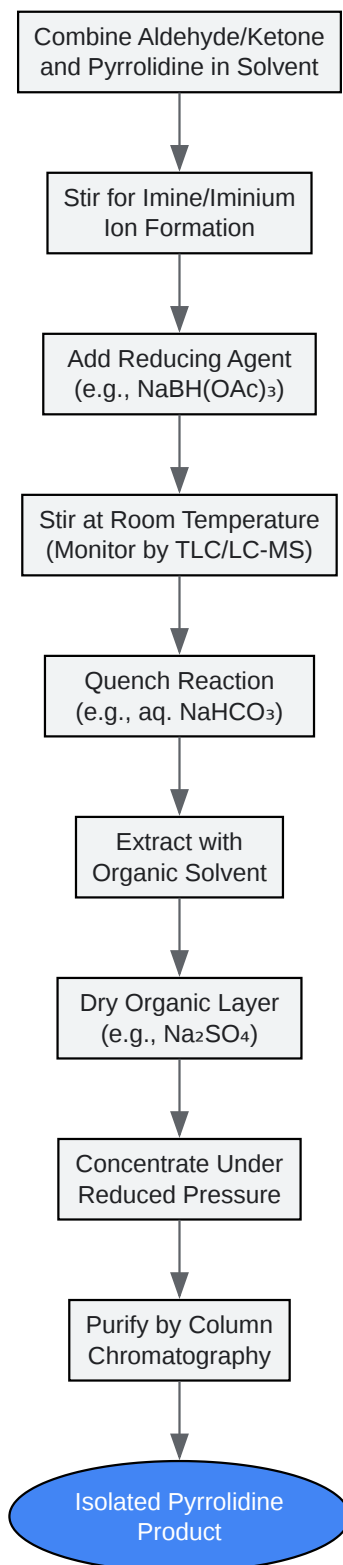 Combine Aldehyde/Ketone
and Pyrrolidine in Solvent
Stir for Imine/Iminium
Ion Formation
Add Reducing Agent
(e.g., NaBH(OAc)₃)
Stir at Room Temperature
(Monitor by TLC/LC-MS)
Quench Reaction
(e.g., aq. NaHCO₃)
Extract with
Organic Solvent
Dry Organic Layer
(e.g., Na₂SO₄)
Concentrate Under
Reduced Pressure
Purify by Column
Chromatography
Isolated Pyrrolidine
Product